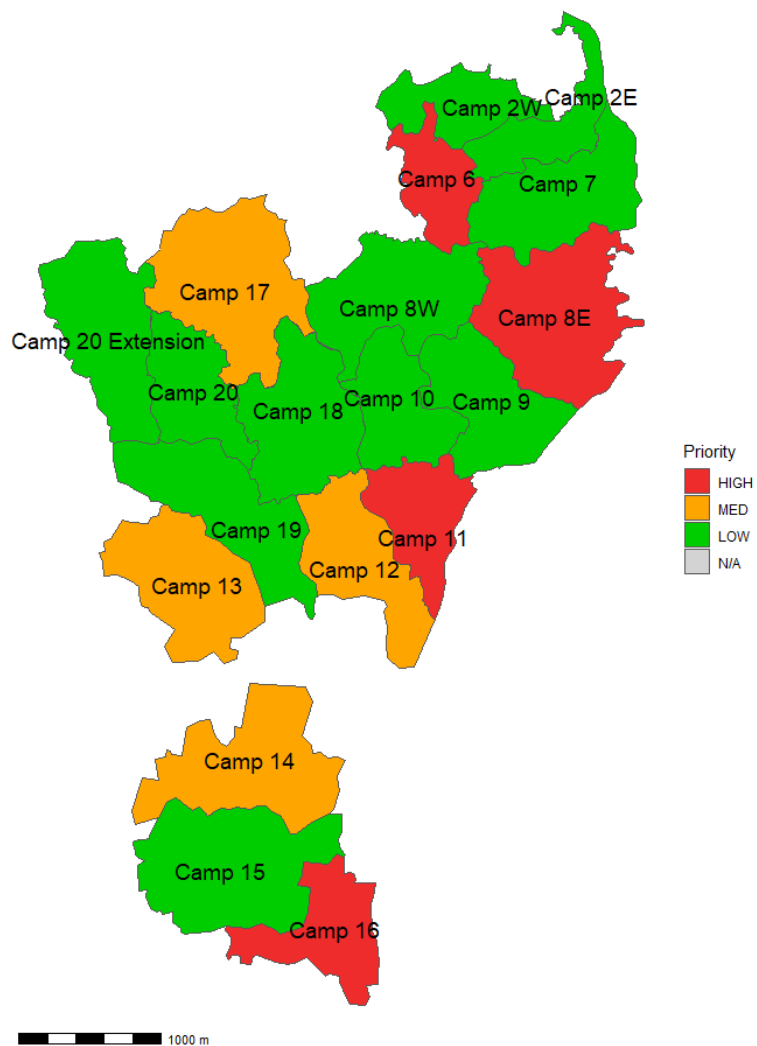 Camp 2E
Camp 2W
Camp 6
Camp 7
Camp 17
Camp 8W
Camp 8E
Camp 20 Extension
Camp 20
Camp 18
Camp 10
Camp 9
Camp 19
Camp 11
Camp 12
Camp 13
Priority
HIGH
MED
LOW
N/A
Camp 14
Camp 15
Camp 16
1000 m